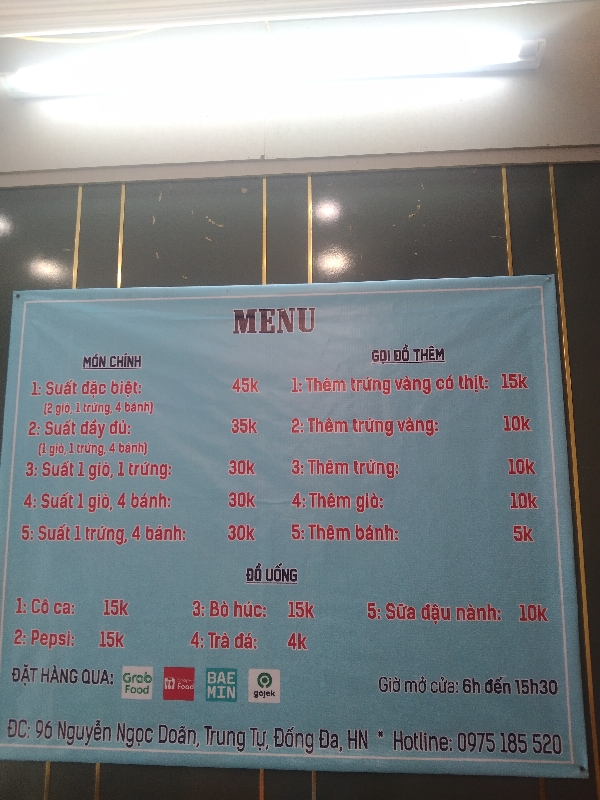 MENU
MÓN CHÍNH
1: Suất đặc biệt: 45k
(2 giò, 1 trứng, 4 bánh)
2: Suất đầy đủ: 35k
(1 giò, 1 trứng, 4 bánh)
3: Suất 1 giò, 1 trứng: 30k
4: Suất 1 giò, 4 bánh: 30k
5: Suất 1 trứng, 4 bánh: 30k
GỌI ĐỒ THÊM
1: Thêm trứng vàng có thịt: 15k
2: Thêm trứng vàng: 10k
3: Thêm trứng: 10k
4: Thêm giò: 10k
5: Thêm bánh: 5k
ĐỒ UỐNG
1: Cô ca: 15k
2: Pepsi: 15k
3: Bò húc: 15k
4: Trà đá: 4k
5: Sữa đậu nành: 10k
ĐẶT HÀNG QUA: Grab Food Food BAE MIN gojek
Giờ mở cửa: 6h đến 15h30
ĐC: 96 Nguyễn Ngọc Doãn, Trung Tự, Đống Đa, HN * Hotline: 0975 185 520